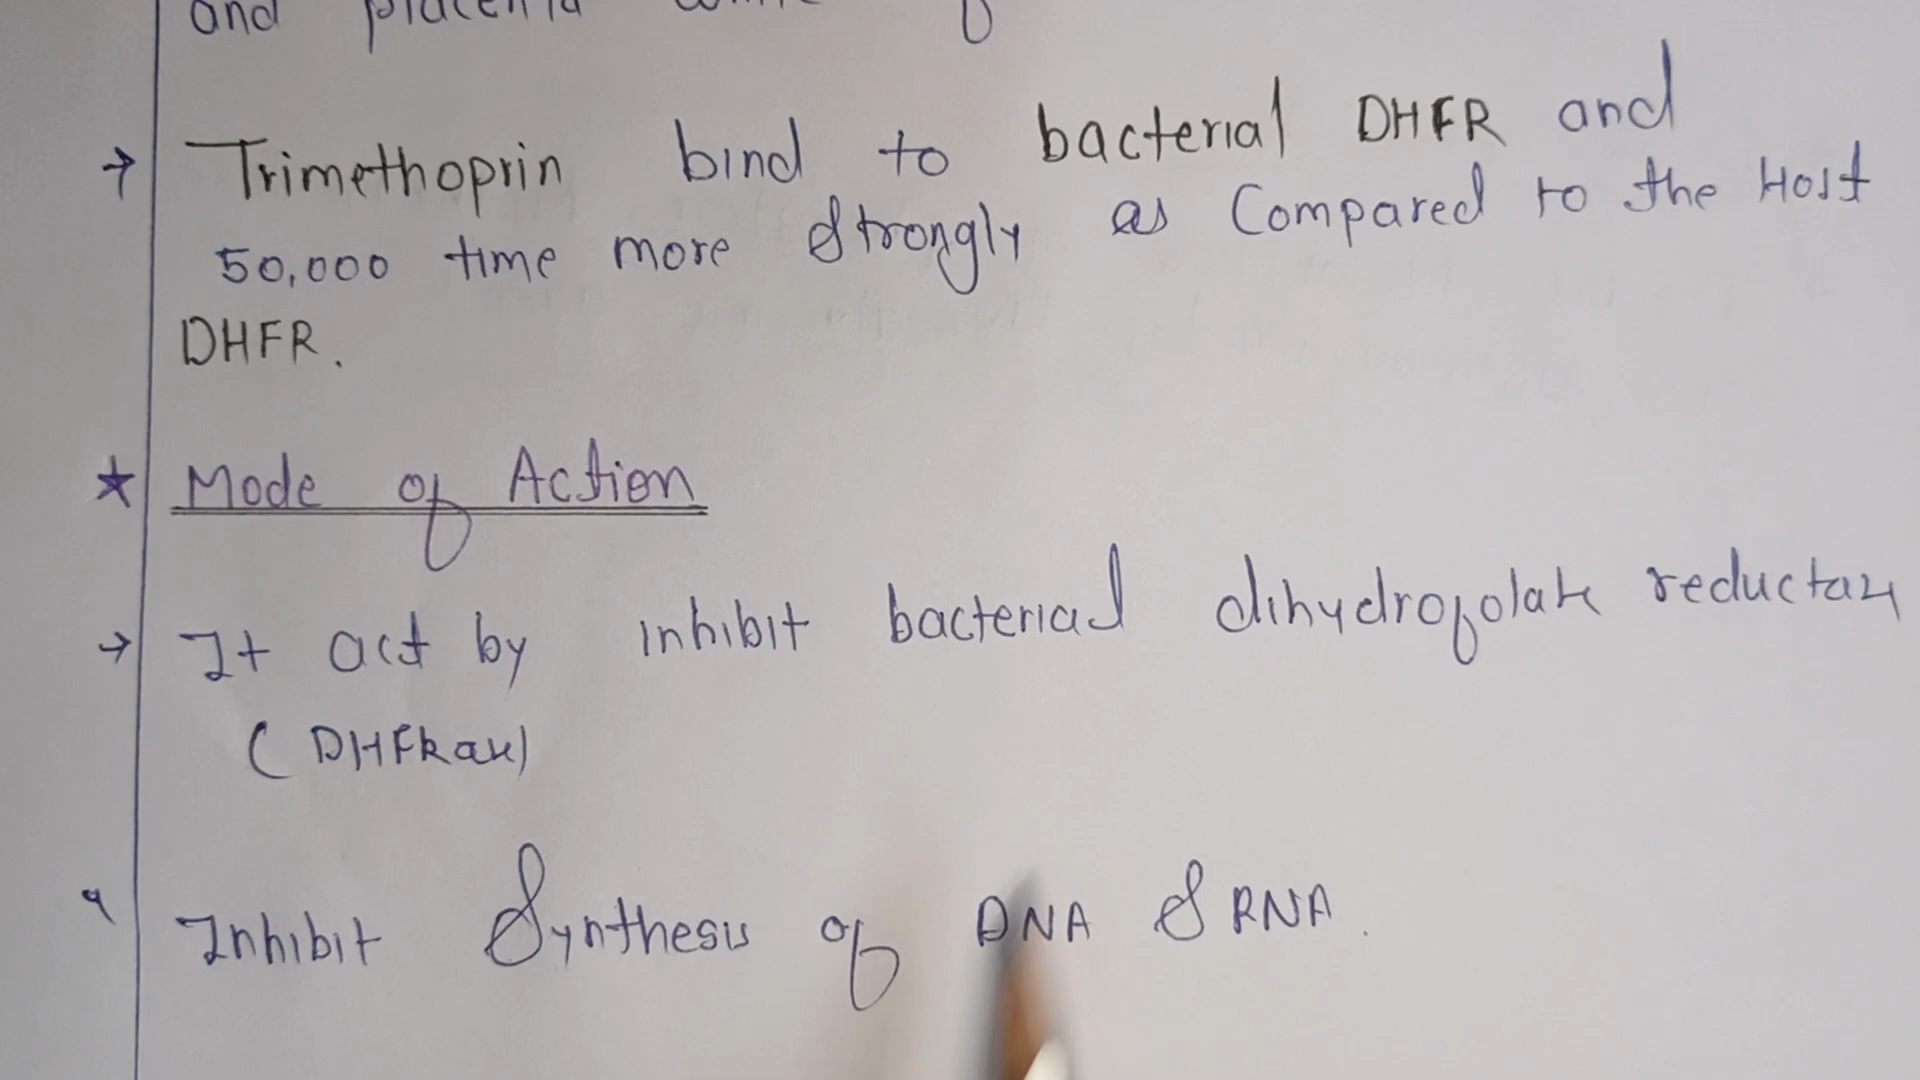 and placenta
→ Trimethoprin bind to bacterial DHFR and
50,000 time more strongly as Compared to the Host
DHFR.
★ Mode of Action
→ It act by inhibit bacterial dihydrofolate reductase
(DHFRase)
Inhibit Synthesis of DNA & RNA.